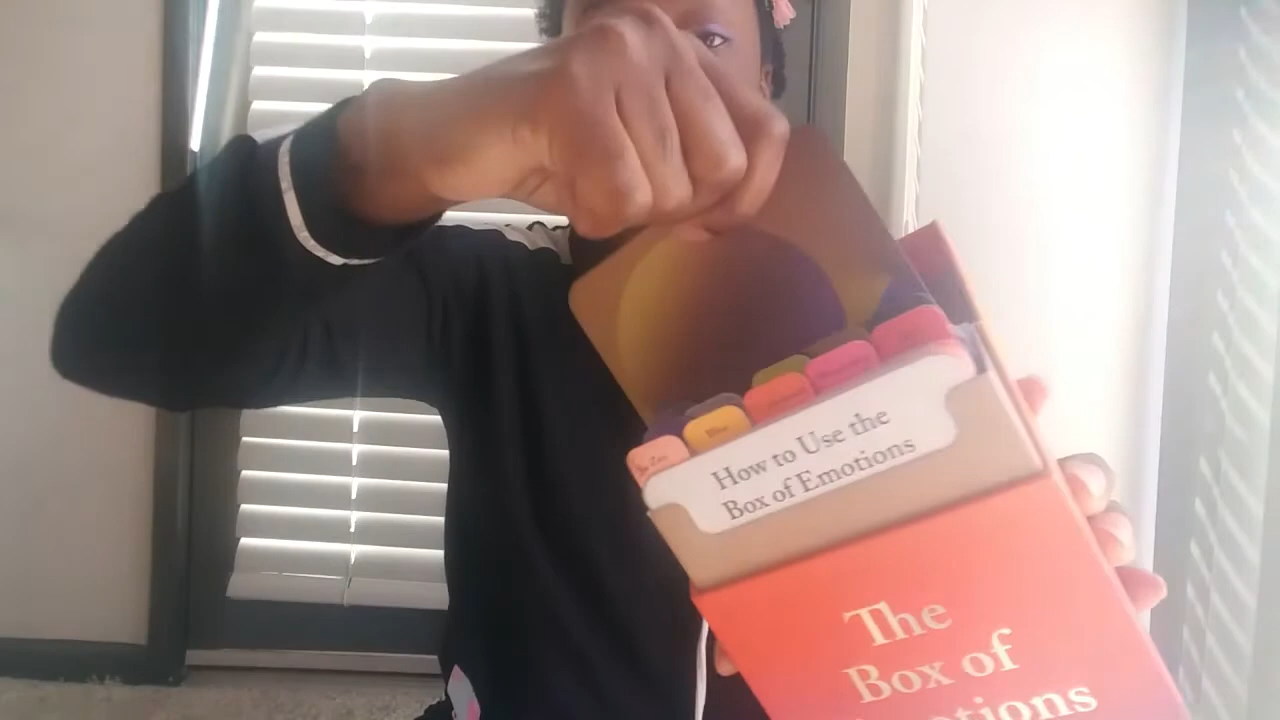 How to Use the
Box of Emotions
The
Box of